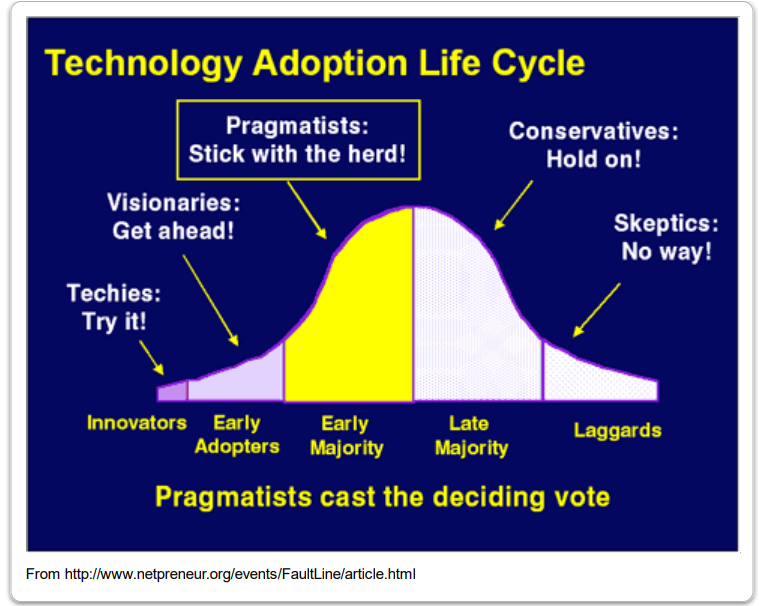 Technology Adoption Life Cycle
Pragmatists:
Stick with the herd!
Conservatives:
Hold on!
Visionaries:
Get ahead!
Skeptics:
No way!
Techies:
Try it!
Innovators
Early
Adopters
Early
Majority
Late
Majority
Laggards
Pragmatists cast the deciding vote
From http://www.netpreneur.org/events/FaultLine/article.html